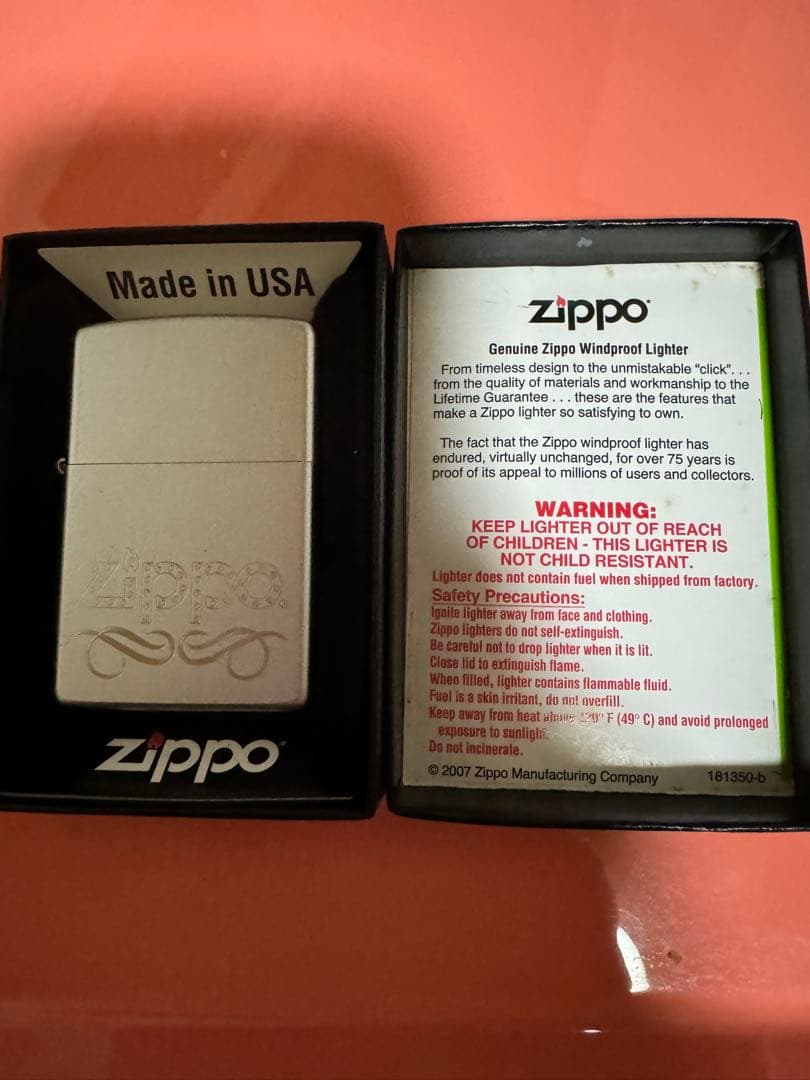 Made in USA
zippo
zippo
zippo
Genuine Zippo Windproof Lighter
From timeless design to the unmistakable “click”. . .
from the quality of materials and workmanship to the
Lifetime Guarantee . . . these are the features that
make a Zippo lighter so satisfying to own.
The fact that the Zippo windproof lighter has
endured, virtually unchanged, for over 75 years is
proof of its appeal to millions of users and collectors.
WARNING:
KEEP LIGHTER OUT OF REACH
OF CHILDREN - THIS LIGHTER IS
NOT CHILD RESISTANT.
Lighter does not contain fuel when shipped from factory.
Safety Precautions:
Ignite lighter away from face and clothing.
Zippo lighters do not self-extinguish.
Be careful not to drop lighter when it is lit.
Close lid to extinguish flame.
When filled, lighter contains flammable fluid.
Fuel is a skin irritant, do not overfill.
Keep away from heat above 120° F (49° C) and avoid prolonged
exposure to sunlight.
Do not incinerate.
© 2007 Zippo Manufacturing Company 181350-b